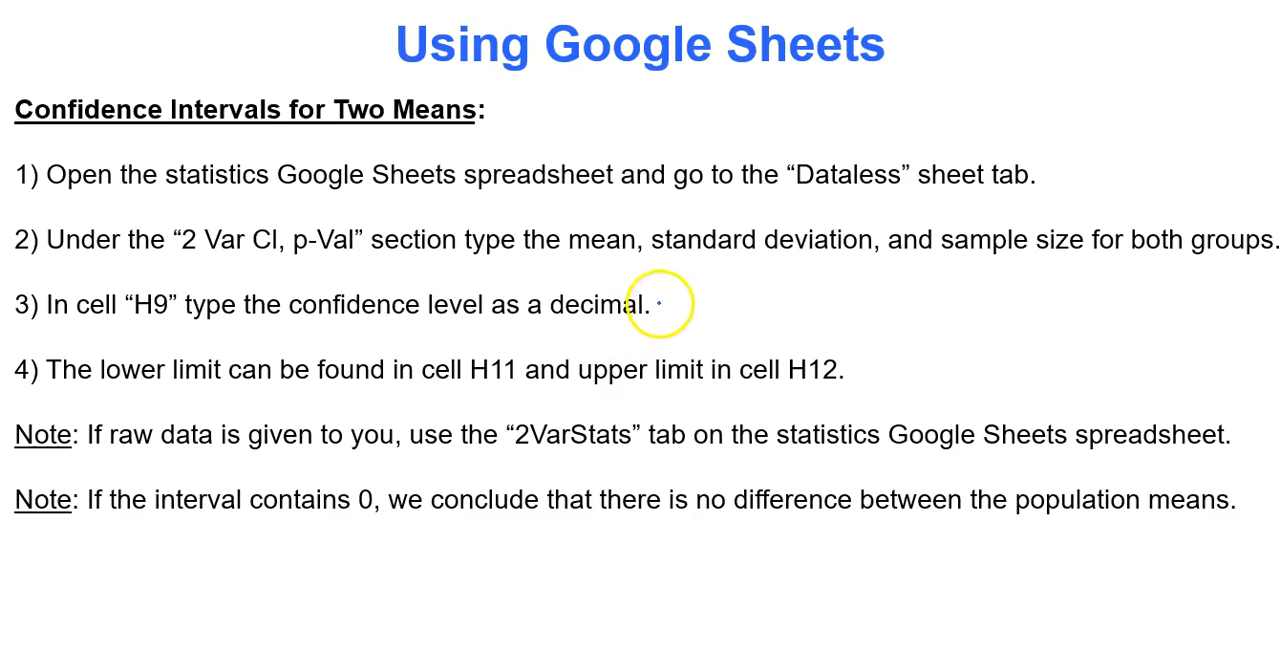 Using Google Sheets
Confidence Intervals for Two Means:
1) Open the statistics Google Sheets spreadsheet and go to the “Dataless” sheet tab.
2) Under the “2 Var CI, p-Val” section type the mean, standard deviation, and sample size for both groups.
3) In cell “H9” type the confidence level as a decimal.
4) The lower limit can be found in cell H11 and upper limit in cell H12.
Note: If raw data is given to you, use the “2VarStats” tab on the statistics Google Sheets spreadsheet.
Note: If the interval contains 0, we conclude that there is no difference between the population means.